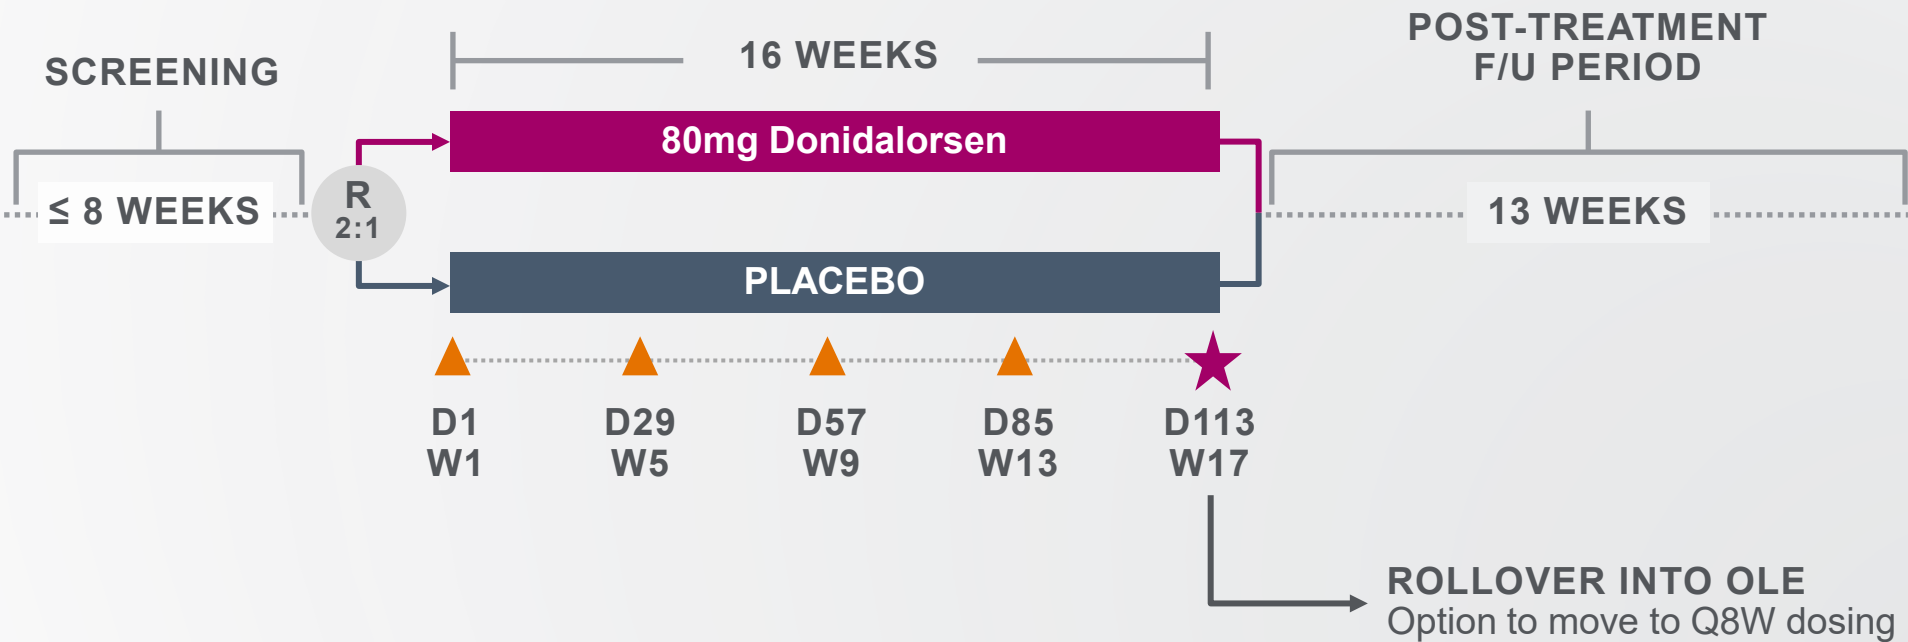 SCREENING
≤ 8 WEEKS
R
2:1
16 WEEKS
80mg Donidalorsen
PLACEBO
D1
W1
D29
W5
D57
W9
D85
W13
D113
W17
POST-TREATMENT
F/U PERIOD
13 WEEKS
ROLLOVER INTO OLE
Option to move to Q8W dosing